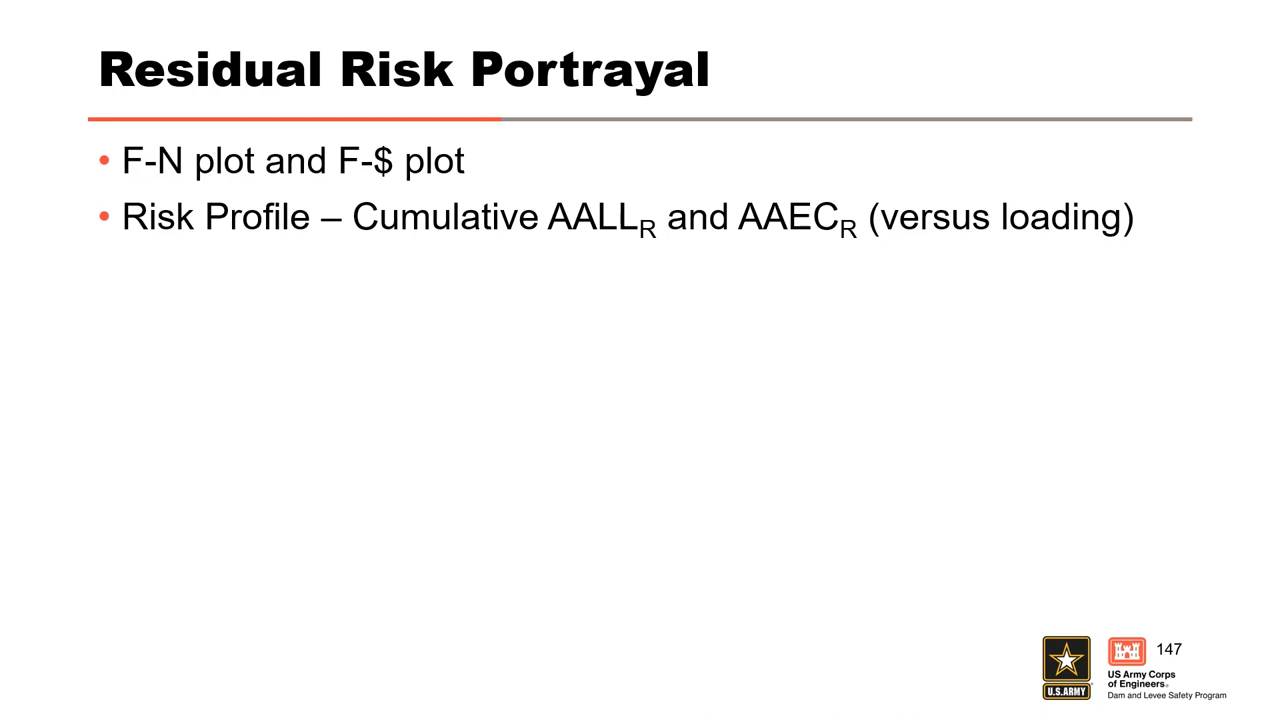 Residual Risk Portrayal
• F-N plot and F-$ plot
• Risk Profile – Cumulative AALL_R and AAEC_R (versus loading)
147
U.S.ARMY
US Army Corps
of Engineers®
Dam and Levee Safety Program